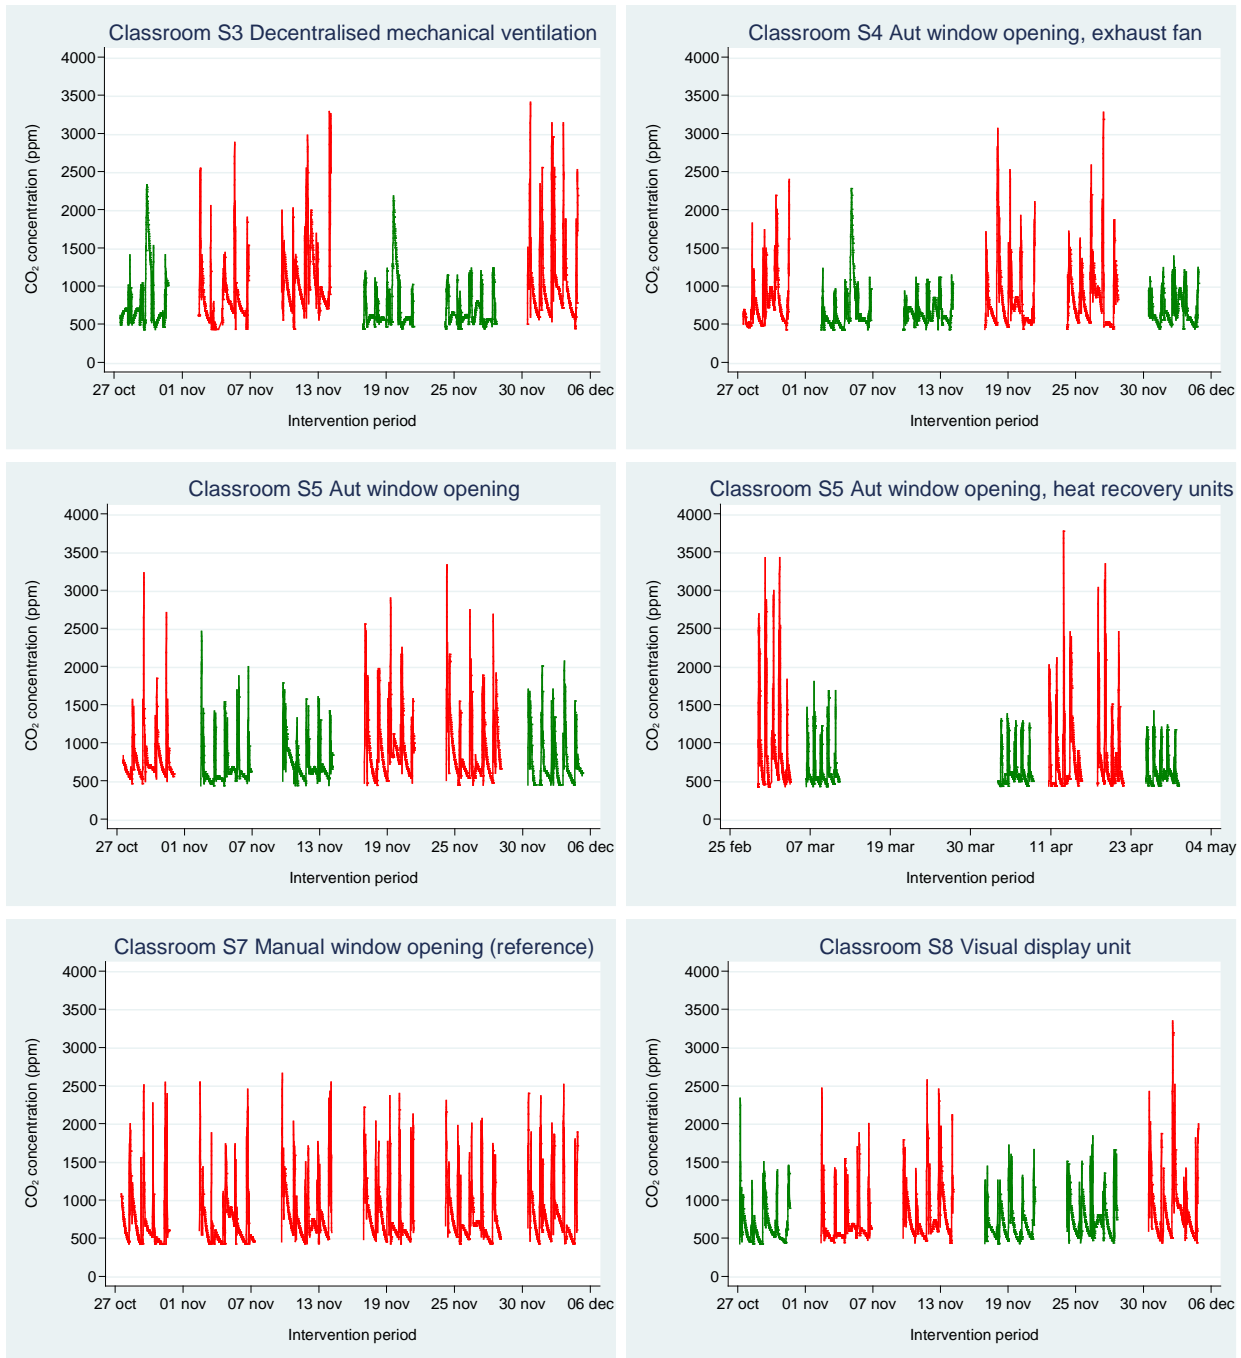 Classroom S3 Decentralised mechanical ventilation
4000
3500
3000
2500
2000
1500
1000
500
0
CO₂ concentration (ppm)
27 oct 01 nov 07 nov 13 nov 19 nov 25 nov 30 nov 06 dec
Intervention period
Classroom S4 Aut window opening, exhaust fan
4000
3500
3000
2500
2000
1500
1000
500
0
CO₂ concentration (ppm)
27 oct 01 nov 07 nov 13 nov 19 nov 25 nov 30 nov 06 dec
Intervention period
Classroom S5 Aut window opening
4000
3500
3000
2500
2000
1500
1000
500
0
CO₂ concentration (ppm)
27 oct 01 nov 07 nov 13 nov 19 nov 25 nov 30 nov 06 dec
Intervention period
Classroom S5 Aut window opening, heat recovery units
4000
3500
3000
2500
2000
1500
1000
500
0
CO₂ concentration (ppm)
25 feb 07 mar 19 mar 30 mar 11 apr 23 apr 04 may
Intervention period
Classroom S7 Manual window opening (reference)
4000
3500
3000
2500
2000
1500
1000
500
0
CO₂ concentration (ppm)
27 oct 01 nov 07 nov 13 nov 19 nov 25 nov 30 nov 06 dec
Intervention period
Classroom S8 Visual display unit
4000
3500
3000
2500
2000
1500
1000
500
0
CO₂ concentration (ppm)
27 oct 01 nov 07 nov 13 nov 19 nov 25 nov 30 nov 06 dec
Intervention period